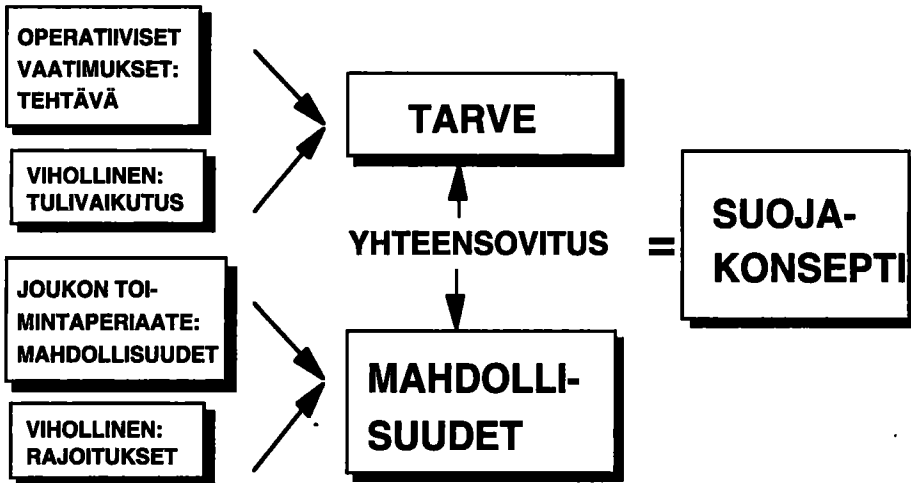 OPERATIIVISET
VAATIMUKSET:
TEHTÄVÄ
VIHOLLINEN:
TULIVAIKUTUS
JOUKON TOI-
MINTAPERIAATE:
MAHDOLLISUUDET
VIHOLLINEN:
RAJOITUKSET
TARVE
YHTEENSOVITUS
MAHDOLLI-
SUUDET
=
SUOJA-
KONSEPTI